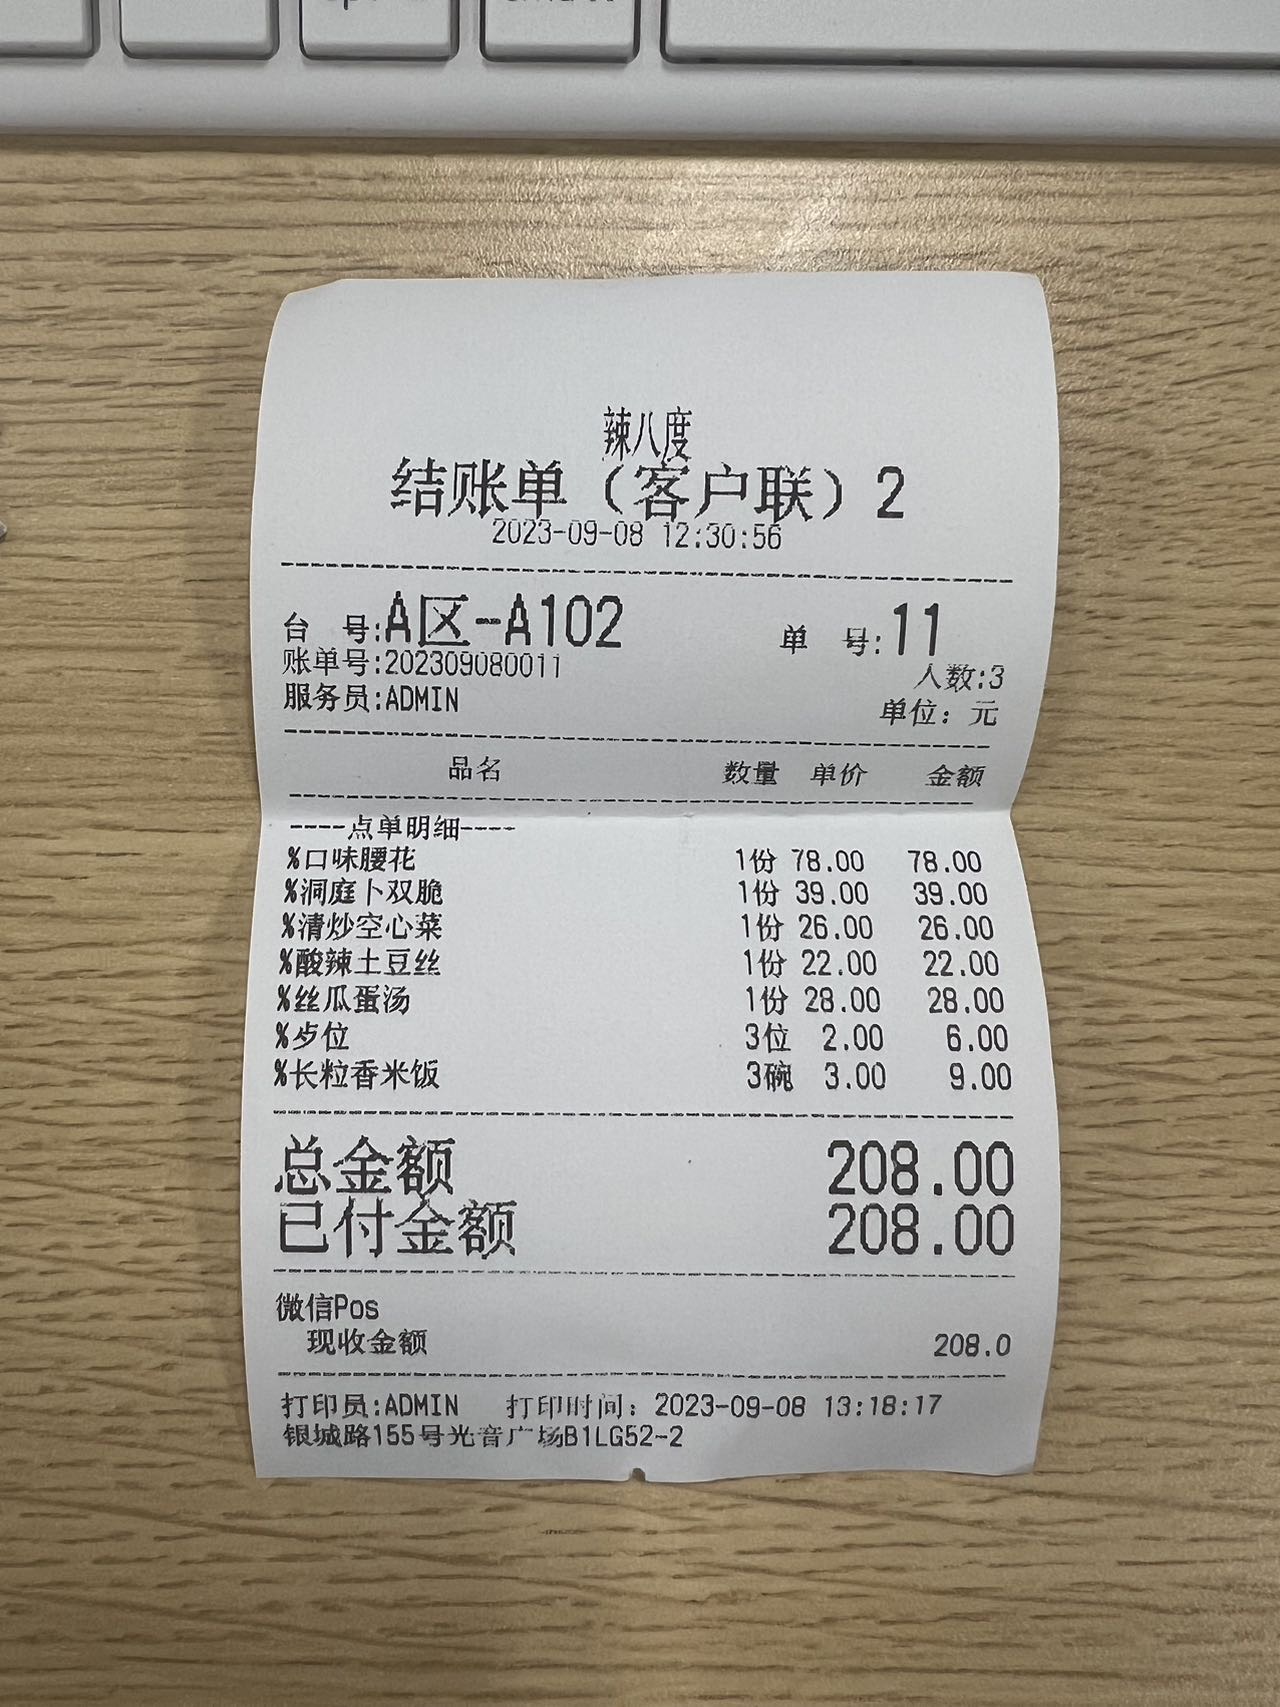 辣八度
结账单（客户联）2
2023-09-08 12:30:56
台 号:A区-A102 单 号:11
账单号:202309080011 人数:3
服务员:ADMIN 单位：元
品名 数量 单价 金额
----点单明细----
%口味腰花 1份 78.00 78.00
%洞庭卜双脆 1份 39.00 39.00
%清炒空心菜 1份 26.00 26.00
%酸辣土豆丝 1份 22.00 22.00
%丝瓜蛋汤 1份 28.00 28.00
%歺位 3位 2.00 6.00
%长粒香米饭 3碗 3.00 9.00
总金额 208.00
已付金额 208.00
微信Pos
现收金额 208.0
打印员:ADMIN 打印时间：2023-09-08 13:18:17
银城路155号光音广场B1LG52-2